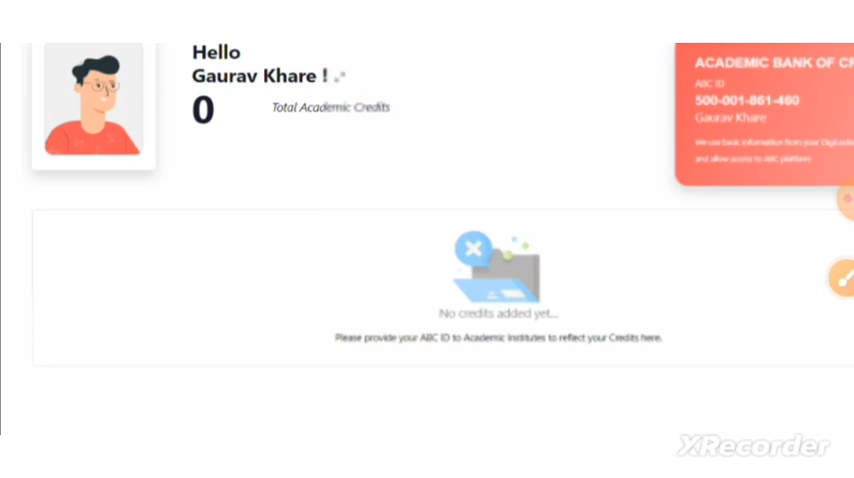 Hello
Gaurav Khare !
0 Total Academic Credits
ACADEMIC BANK OF CR
ABC ID
500-001-861-460
Gaurav Khare
We use basic information from your DigiLocker
and allow access to ABC platform
No credits added yet...
Please provide your ABC ID to Academic Institutes to reflect your Credits here.
XRecorder